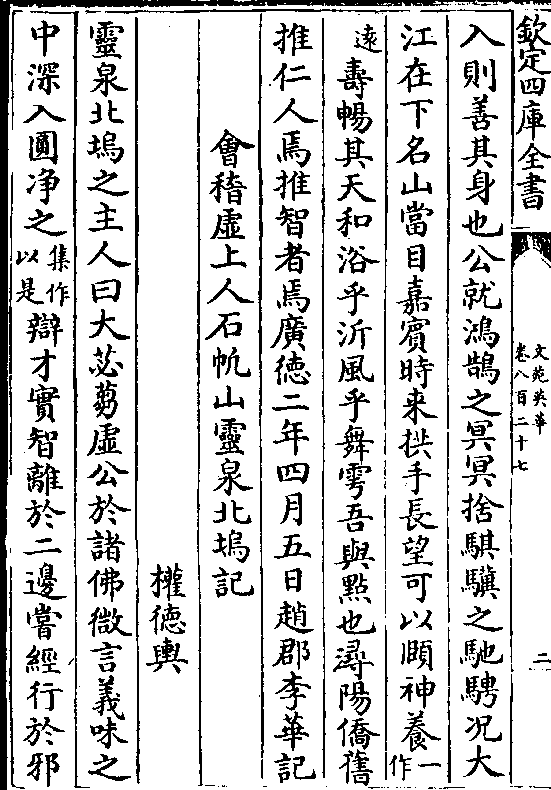 欽定四庫全書
文苑英華
卷八百二十七
二
入則善其身也公就鴻鵠之冥冥捨騏驥之馳騁况大
江在下名山當目嘉賓時来拱手長望可以頤神養一作
遠壽暢其天和浴乎沂風乎舞雩吾與㸃也潯陽僑舊
推仁人焉推智者焉廣徳二年四月五日趙郡李華記
會稽虛上人石帆山靈泉北塢記
權徳輿
靈泉北塢之主人曰大苾蒭虛公於諸佛微言義味之
中深入圓净之集作以是辯才實智離於二邊嘗經行於邪